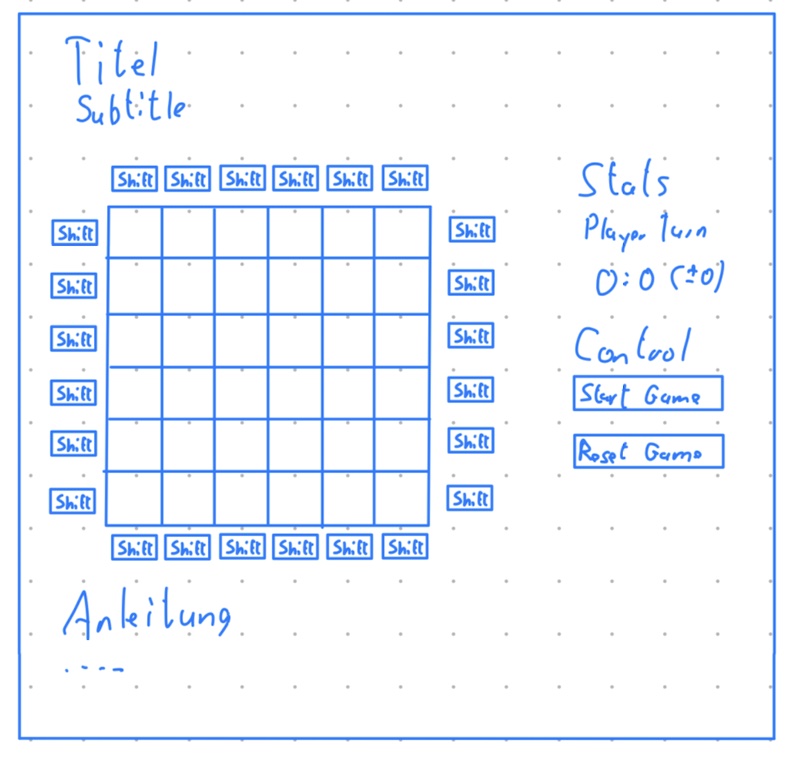 Titel
Subtitle
Shift Shift Shift Shift Shift Shift
Stats
Shift Shift
Player Turn
Shift Shift
0:0 (±0)
Shift Shift
Control
Shift Shift
Start Game
Shift Shift
Reset Game
Shift Shift
Shift Shift Shift Shift Shift Shift
Anleitung
....